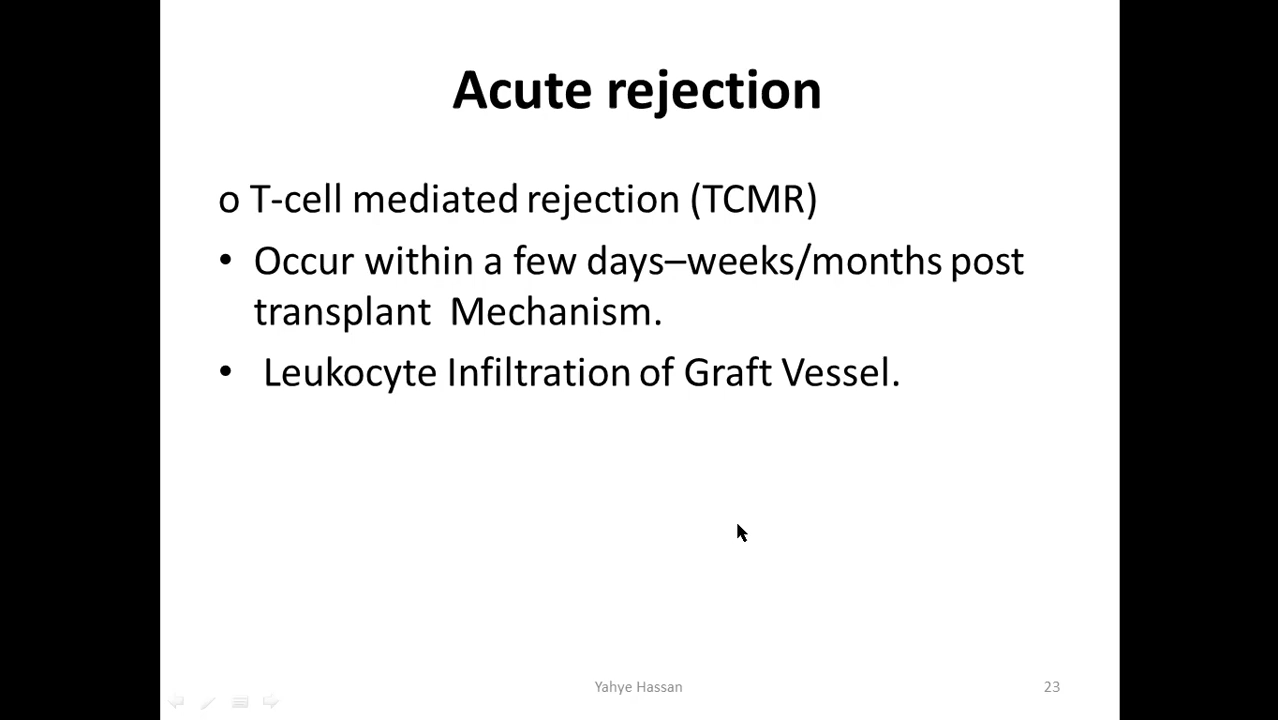 Acute rejection
o T-cell mediated rejection (TCMR)
• Occur within a few days–weeks/months post
transplant Mechanism.
• Leukocyte Infiltration of Graft Vessel.
Yahye Hassan
23